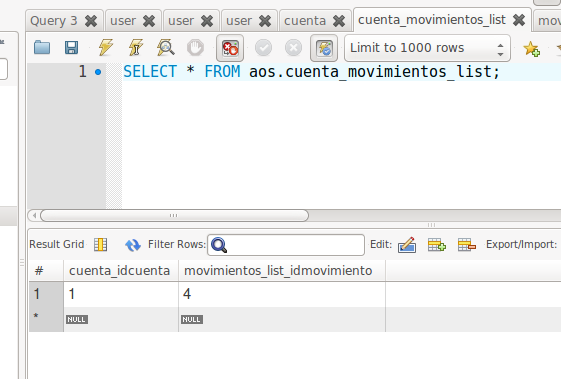 Query 3 user user user cuenta cuenta_movimientos_list mov
Limit to 1000 rows
1 SELECT * FROM aos.cuenta_movimientos_list;
Result Grid Filter Rows: Edit: Export/Import:
# cuenta_idcuenta movimientos_list_idmovimiento
1 1 4
* NULL NULL